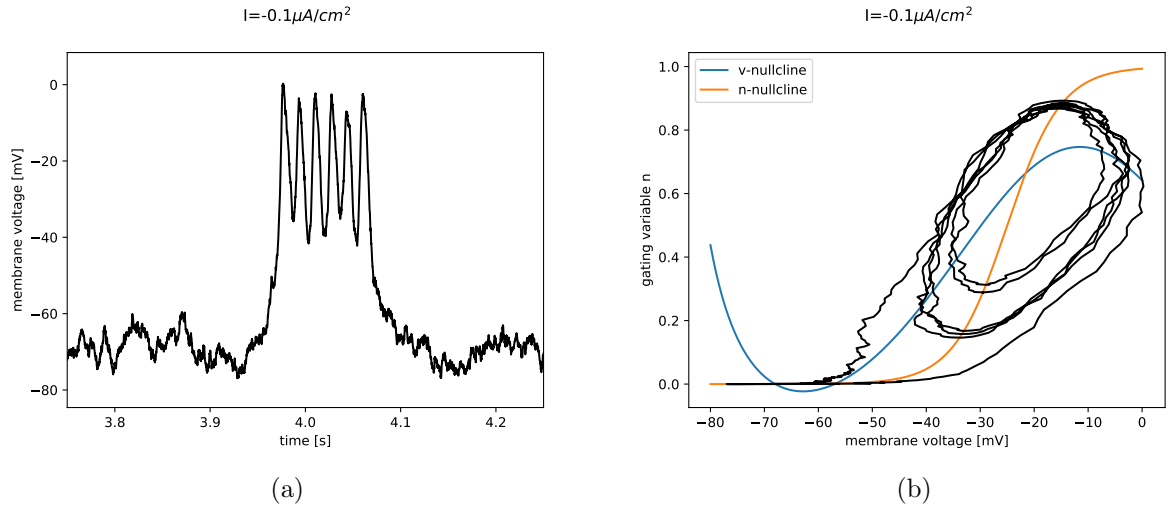 I=-0.1μA/cm²
0
−20
−40
−60
−80
membrane voltage [mV]
3.8 3.9 4.0 4.1 4.2
time [s]
(a)
I=-0.1μA/cm²
v-nullcline
n-nullcline
1.0
0.8
0.6
0.4
0.2
0.0
gating variable n
−80 −70 −60 −50 −40 −30 −20 −10 0
membrane voltage [mV]
(b)